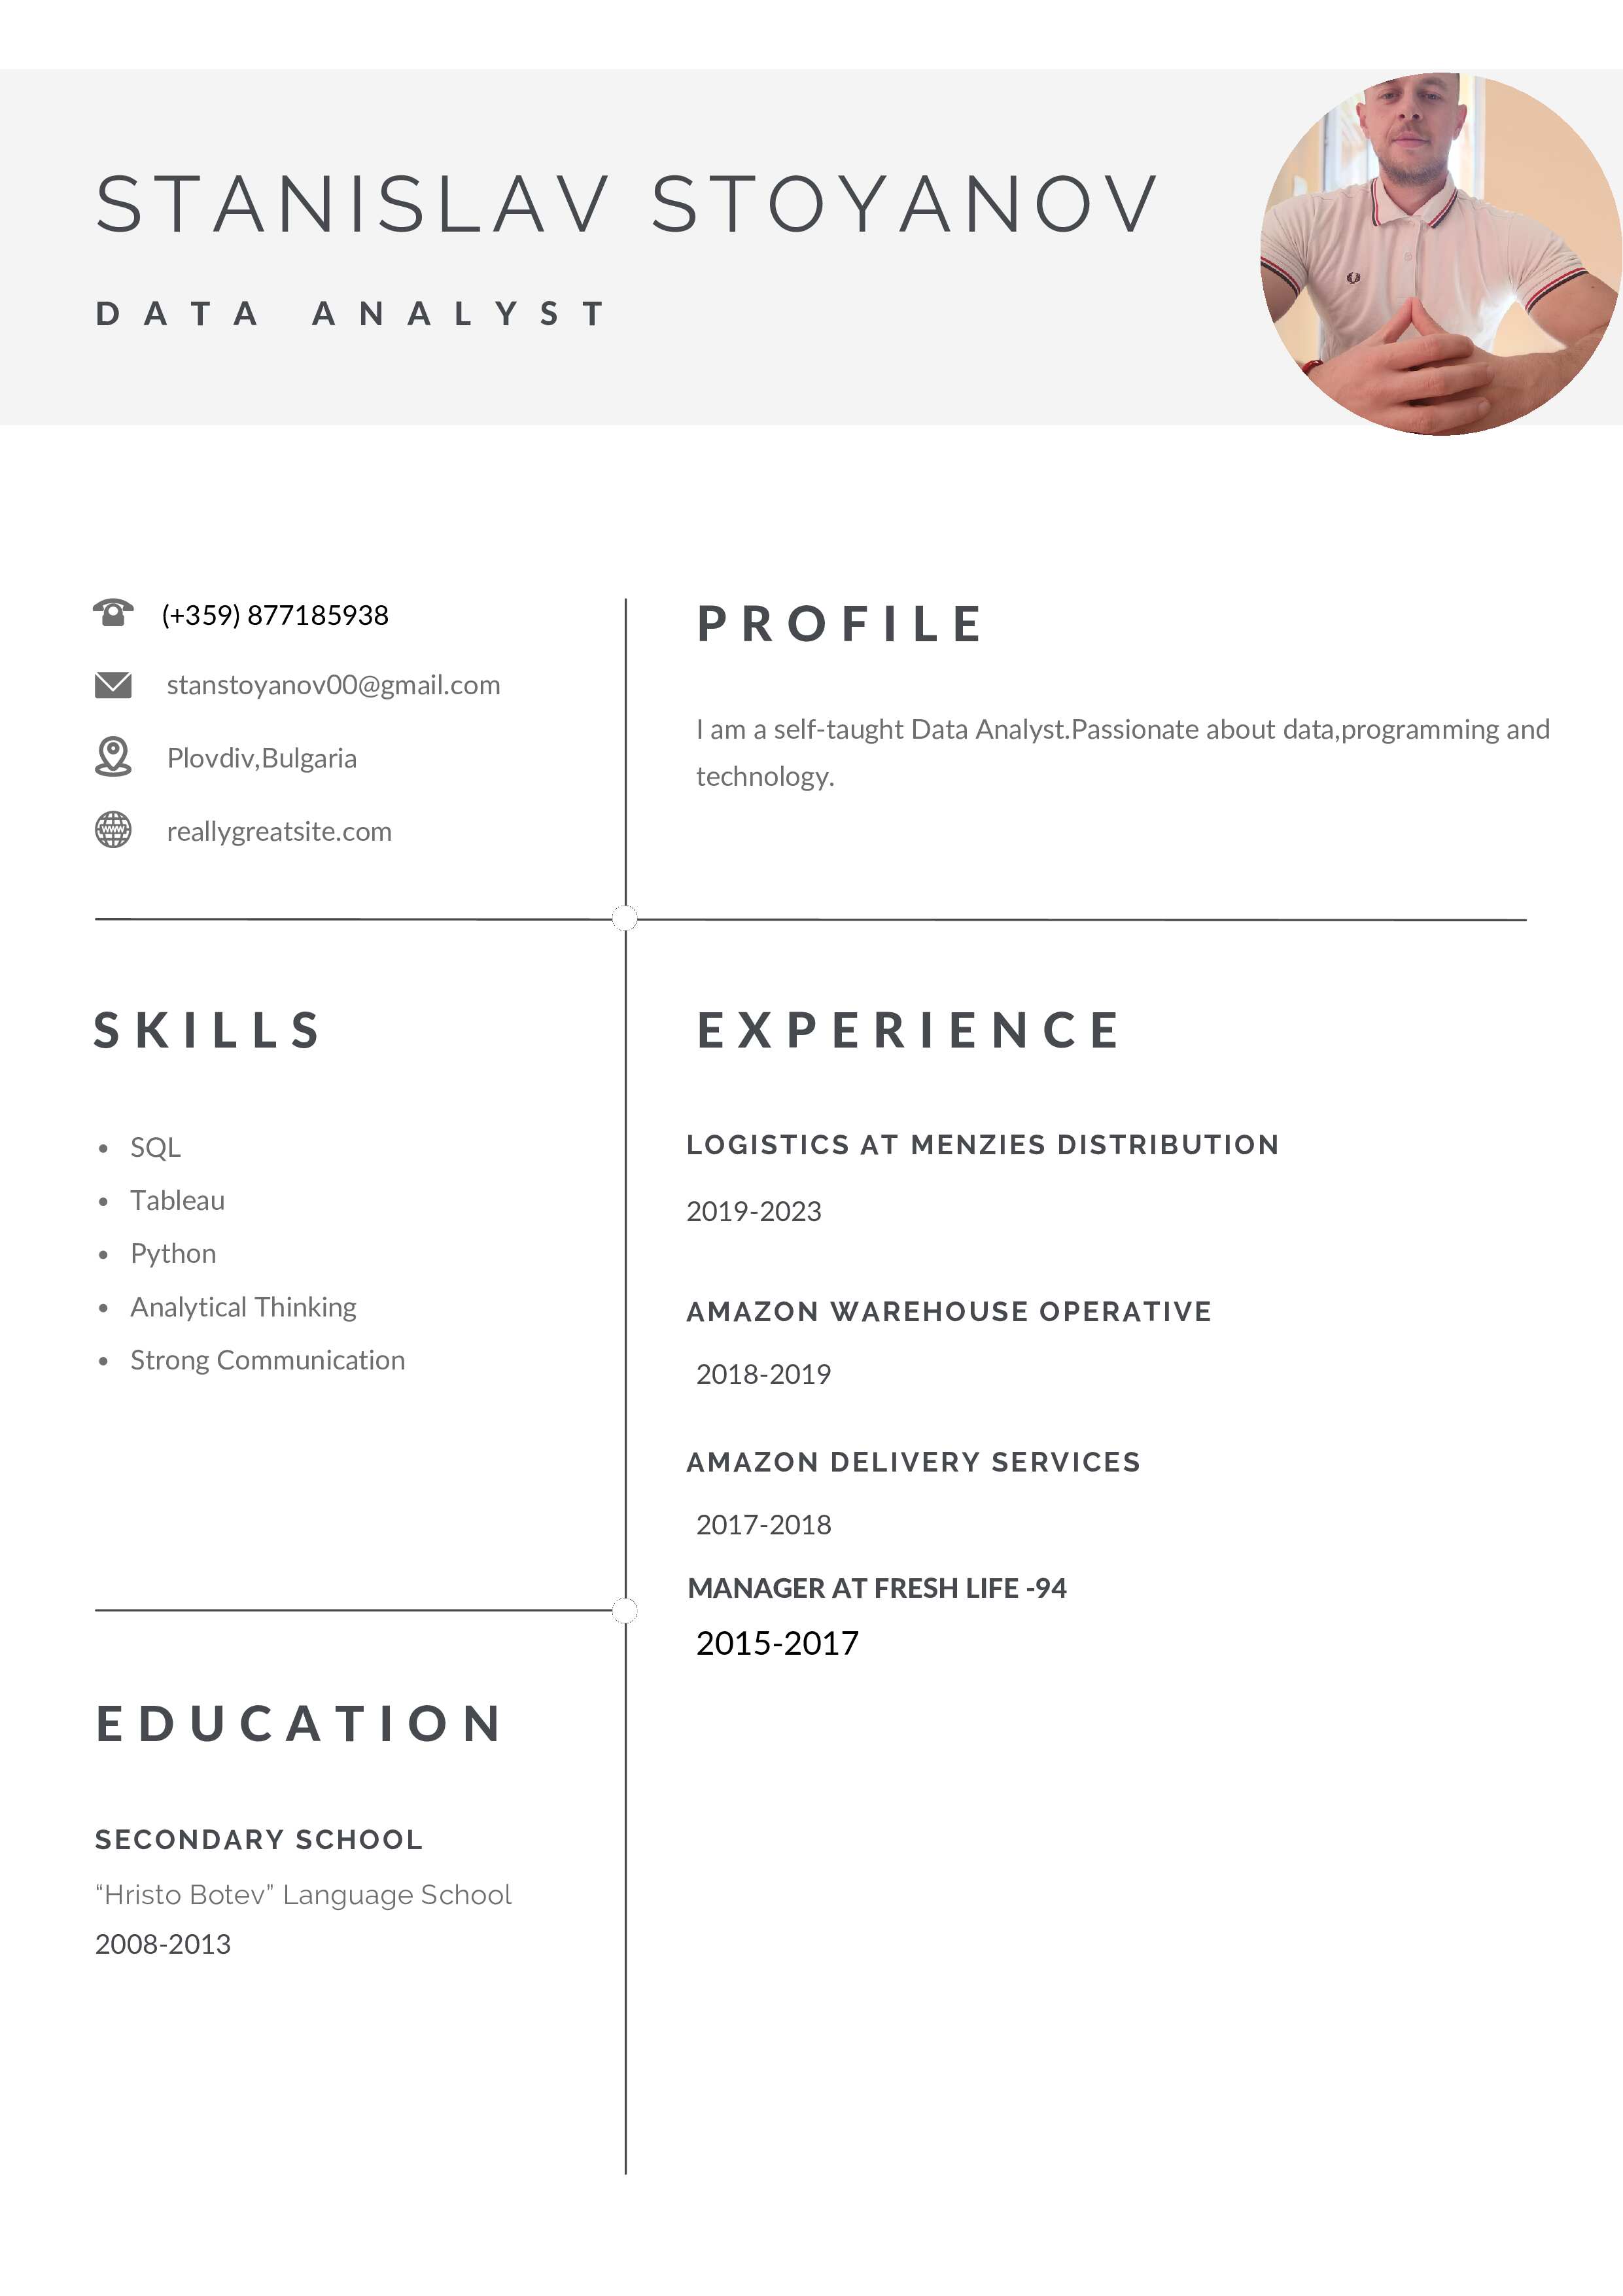 STANISLAV STOYANOV
DATA ANALYST
(+359) 877185938
stanstoyanov00@gmail.com
Plovdiv,Bulgaria
WWW
reallygreatsite.com
PROFILE
I am a self-taught Data Analyst.Passionate about data,programming and
technology.
SKILLS
• SQL
• Tableau
• Python
• Analytical Thinking
• Strong Communication
EDUCATION
SECONDARY SCHOOL
“Hristo Botev” Language School
2008-2013
EXPERIENCE
LOGISTICS AT MENZIES DISTRIBUTION
2019-2023
AMAZON WAREHOUSE OPERATIVE
2018-2019
AMAZON DELIVERY SERVICES
2017-2018
MANAGER AT FRESH LIFE -94
2015-2017